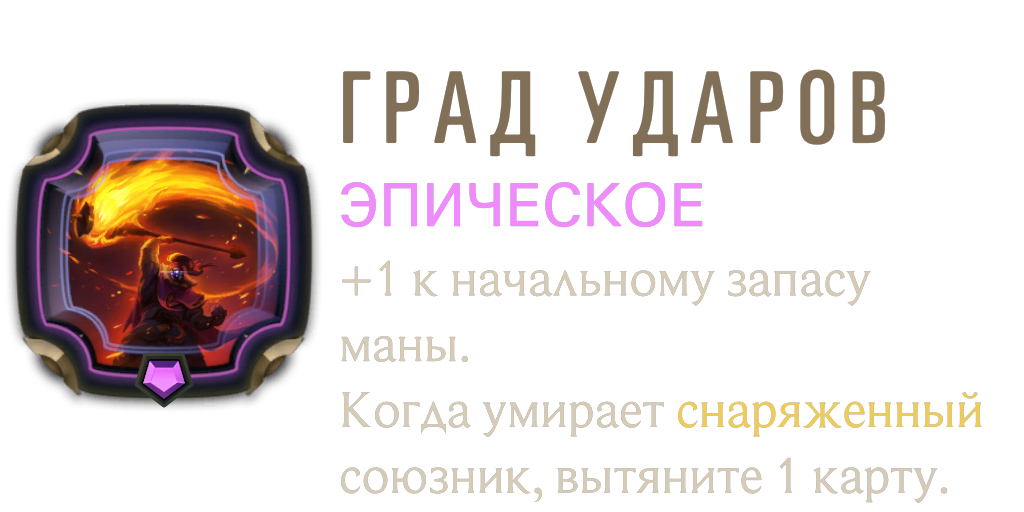 ГРАД УДАРОВ
ЭПИЧЕСКОЕ
+1 к начальному запасу
маны.
Когда умирает снаряженный
союзник, вытяните 1 карту.